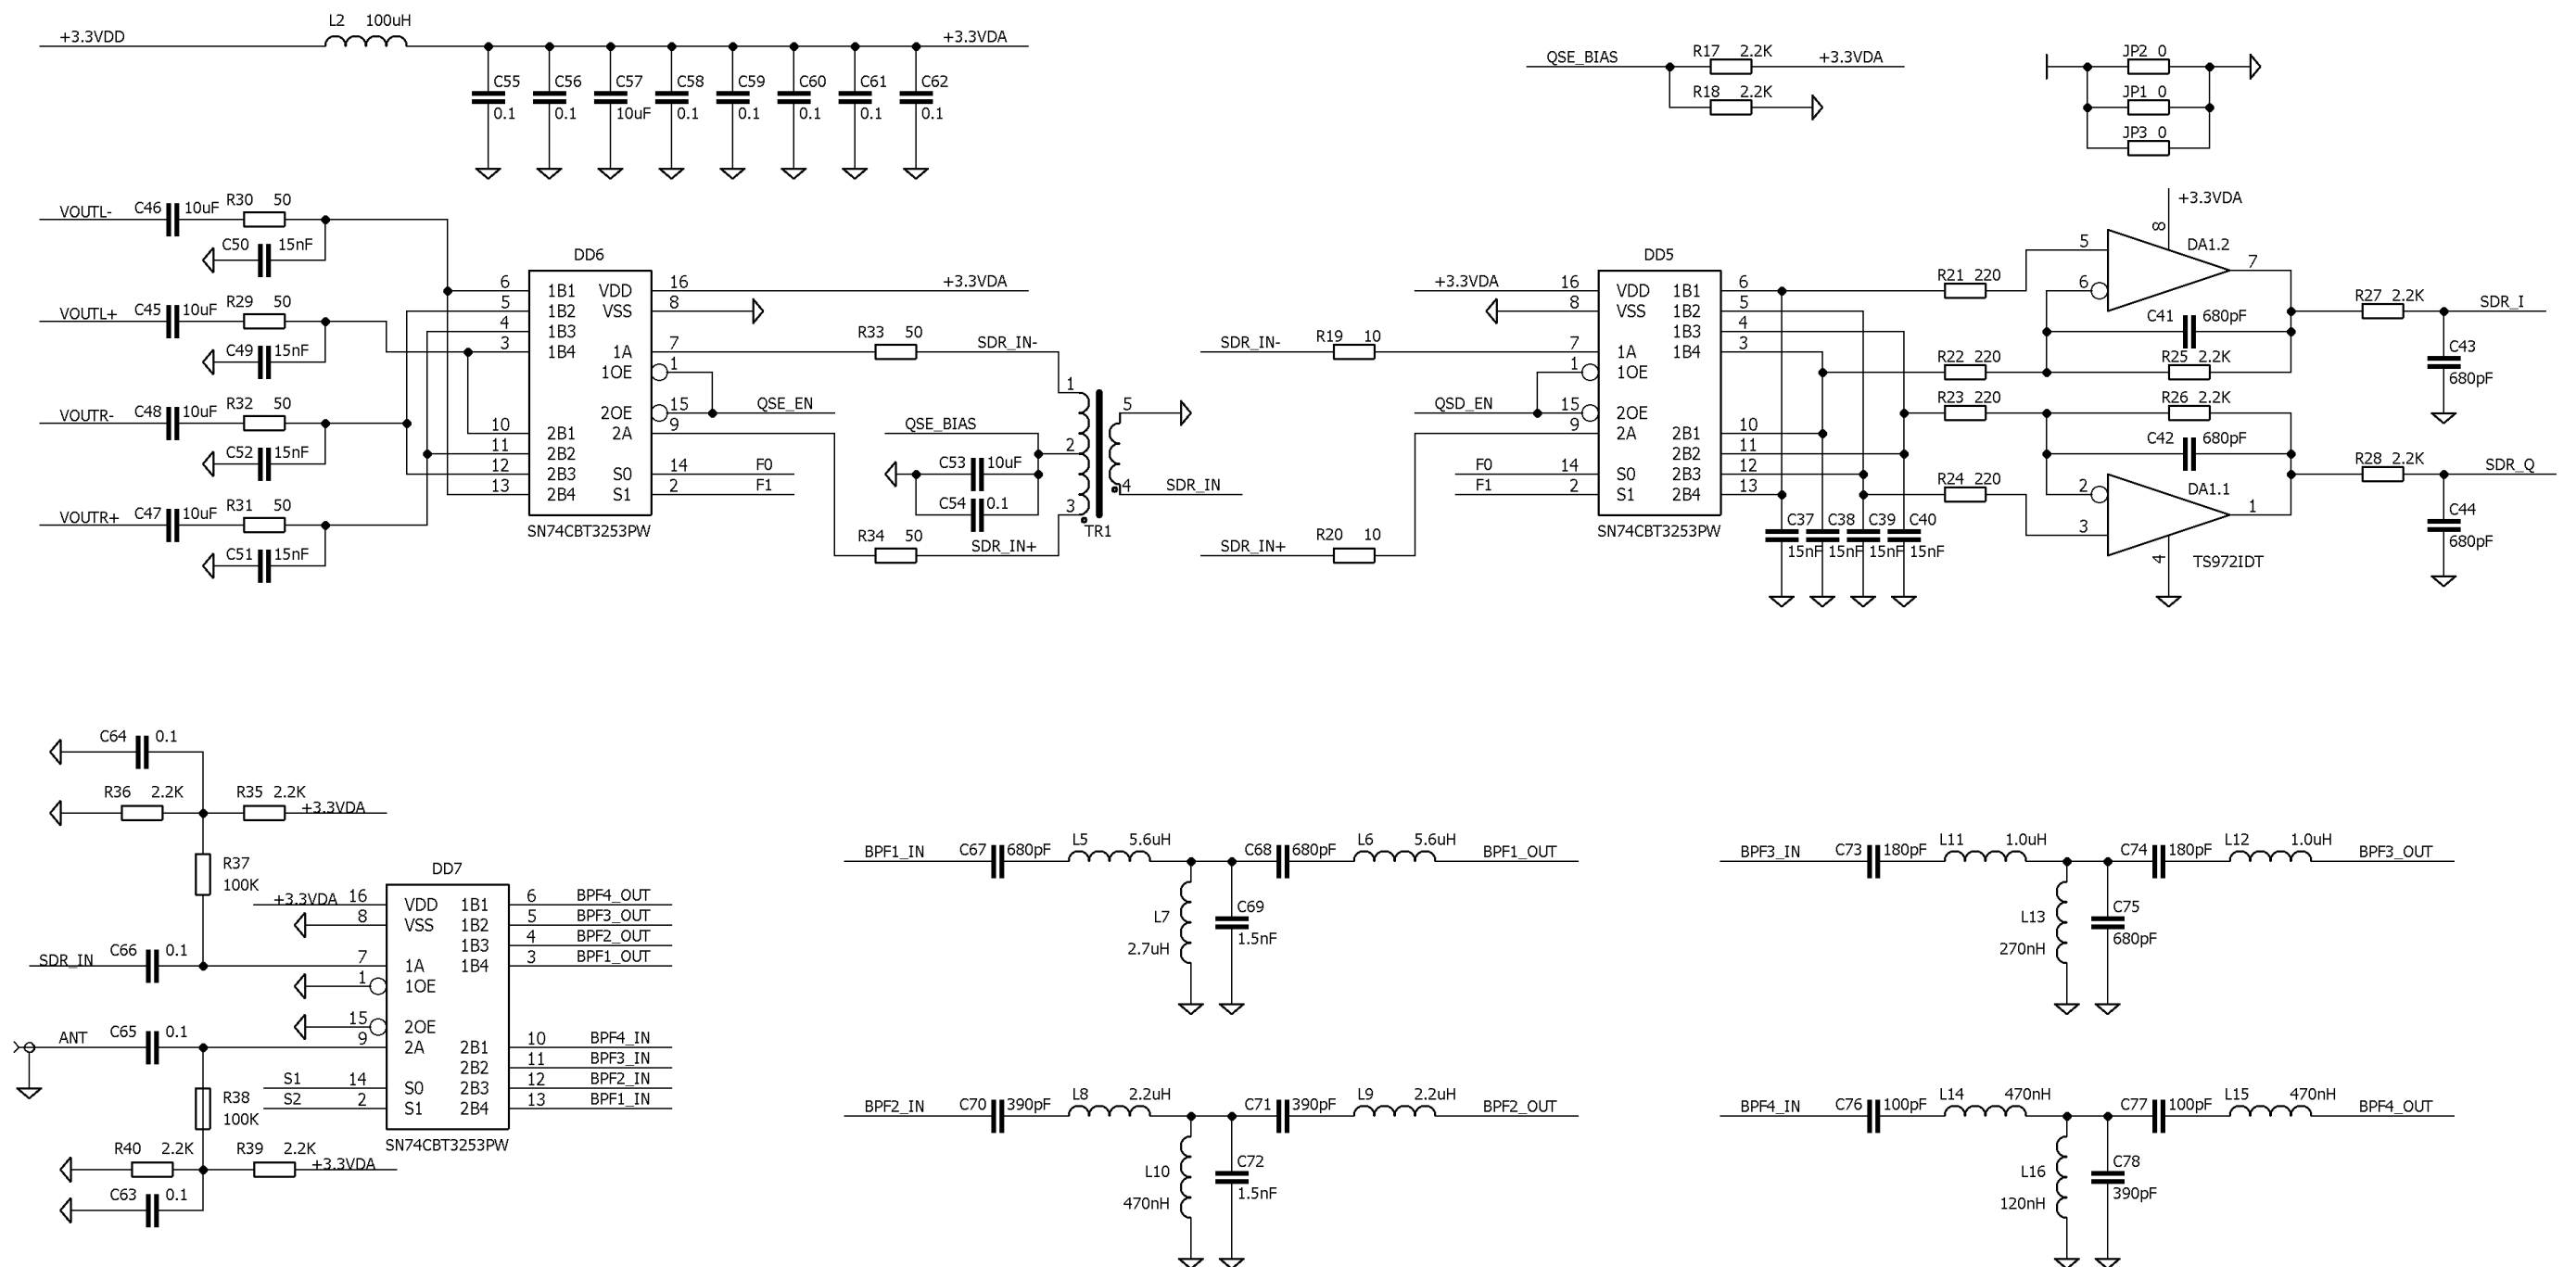 L2 100uH
+3.3VDD
+3.3VDA
C55 0.1
C56 0.1
C57 10uF
C58 0.1
C59 0.1
C60 0.1
C61 0.1
C62 0.1
QSE_BIAS
R17 2.2K
+3.3VDA
R18 2.2K
JP2 0
JP1 0
JP3 0
VOUTL-
C46 10uF
R30 50
C50 15nF
VOUTL+
C45 10uF
R29 50
C49 15nF
VOUTR-
C48 10uF
R32 50
C52 15nF
VOUTR+
C47 10uF
R31 50
C51 15nF
DD6
6 1B1 VDD 16 +3.3VDA
5 1B2 VSS 8
4 1B3
3 1B4 1A 7
1OE 1
2OE 15 QSE_EN
10 2B1 2A 9
11 2B2
12 2B3 S0 14 F0
13 2B4 S1 2 F1
SN74CBT3253PW
R33 50
SDR_IN-
QSE_BIAS
C53 10uF
C54 0.1
R34 50
SDR_IN+
1
2
3
5
4
TR1
SDR_IN
SDR_IN-
R19 10
QSD_EN
F0
F1
SDR_IN+
R20 10
DD5
+3.3VDA 16 VDD 1B1 6
8 VSS 1B2 5
1B3 4
7 1A 1B4 3
1 1OE
15 2OE
9 2A 2B1 10
2B2 11
14 S0 2B3 12
2 S1 2B4 13
SN74CBT3253PW
C37 15nF
C38 15nF
C39 15nF
C40 15nF
R21 220
R22 220
R23 220
R24 220
+3.3VDA
8
5
6
DA1.2
7
C41 680pF
R25 2.2K
R26 2.2K
C42 680pF
2
3
DA1.1
1
4
TS972IDT
R27 2.2K
SDR_I
C43
680pF
R28 2.2K
SDR_Q
C44
680pF
C64 0.1
R36 2.2K
R35 2.2K
+3.3VDA
R37
100K
DD7
+3.3VDA 16 VDD 1B1 6 BPF4_OUT
8 VSS 1B2 5 BPF3_OUT
1B3 4 BPF2_OUT
SDR_IN C66 0.1 7 1A 1B4 3 BPF1_OUT
1 1OE
15 2OE
ANT C65 0.1 9 2A 2B1 10 BPF4_IN
2B2 11 BPF3_IN
S1 14 S0 2B3 12 BPF2_IN
S2 2 S1 2B4 13 BPF1_IN
SN74CBT3253PW
R38
100K
R40 2.2K
R39 2.2K
+3.3VDA
C63 0.1
BPF1_IN
C67 680pF
L5 5.6uH
C68 680pF
L6 5.6uH
BPF1_OUT
L7
2.7uH
C69
1.5nF
BPF3_IN
C73 180pF
L11 1.0uH
C74 180pF
L12 1.0uH
BPF3_OUT
L13
270nH
C75
680pF
BPF2_IN
C70 390pF
L8 2.2uH
C71 390pF
L9 2.2uH
BPF2_OUT
L10
470nH
C72
1.5nF
BPF4_IN
C76 100pF
L14 470nH
C77 100pF
L15 470nH
BPF4_OUT
L16
120nH
C78
390pF